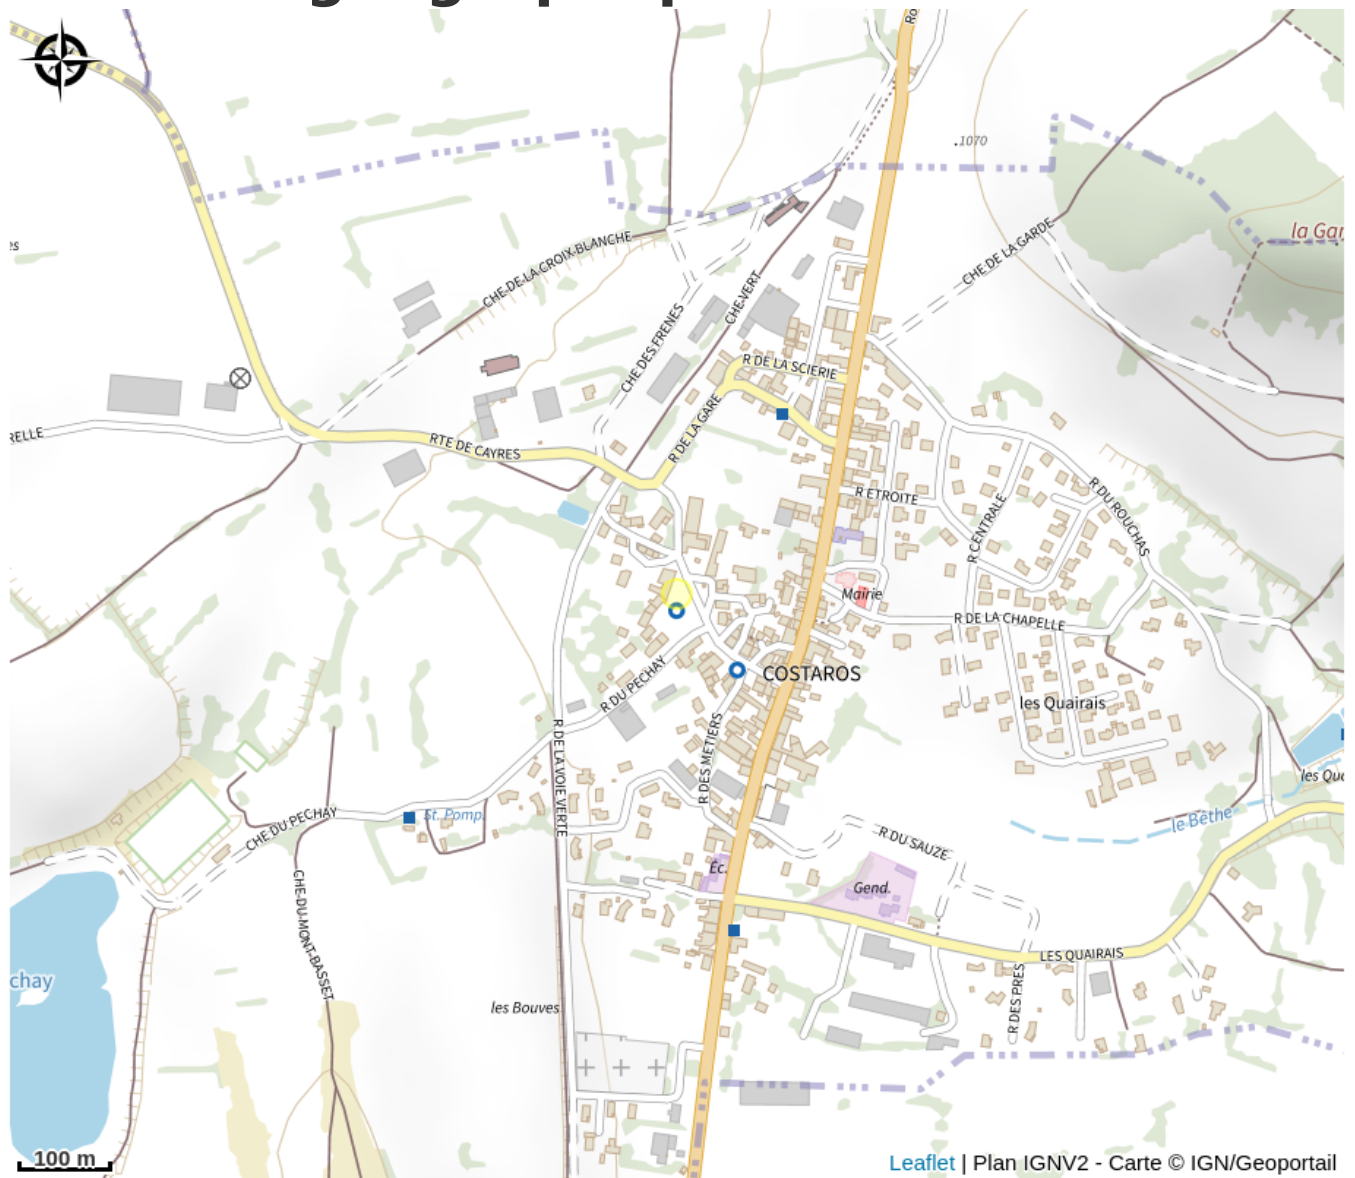 .1070
la Gar
CHE DE LA GARDE
CHE DE LA CROIX-BLANCHE
CHE VERT
CHE DES FRENES
R DE LA SCIERIE
R DE LA GARE
RELLE
RTE DE CAYRES
R ETROITE
R CENTRALE
R DU ROUCHAS
Mairie
R DE LA CHAPELLE
COSTAROS
R DU PECHAY
les Quairais
R DES METIERS
R DE LA VOIE VERTE
les Qua
St. Pomp.
CHE DU PECHAY
le Bèthe
R DU SAUZE
Éc.
Gend.
CHE-DU-MONT-BASSET
LES QUAIRAIS
chay
les Bouves
R DES PRES
100 m
Leaflet | Plan IGNV2 - Carte © IGN/Geoportail